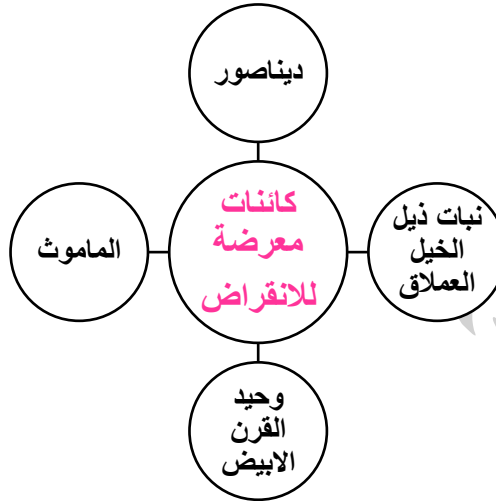 ديناصور
كائنات
معرضة
للانقراض
نبات ذيل
الخيل
العملاق
الماموث
وحيد
القرن
الابيض